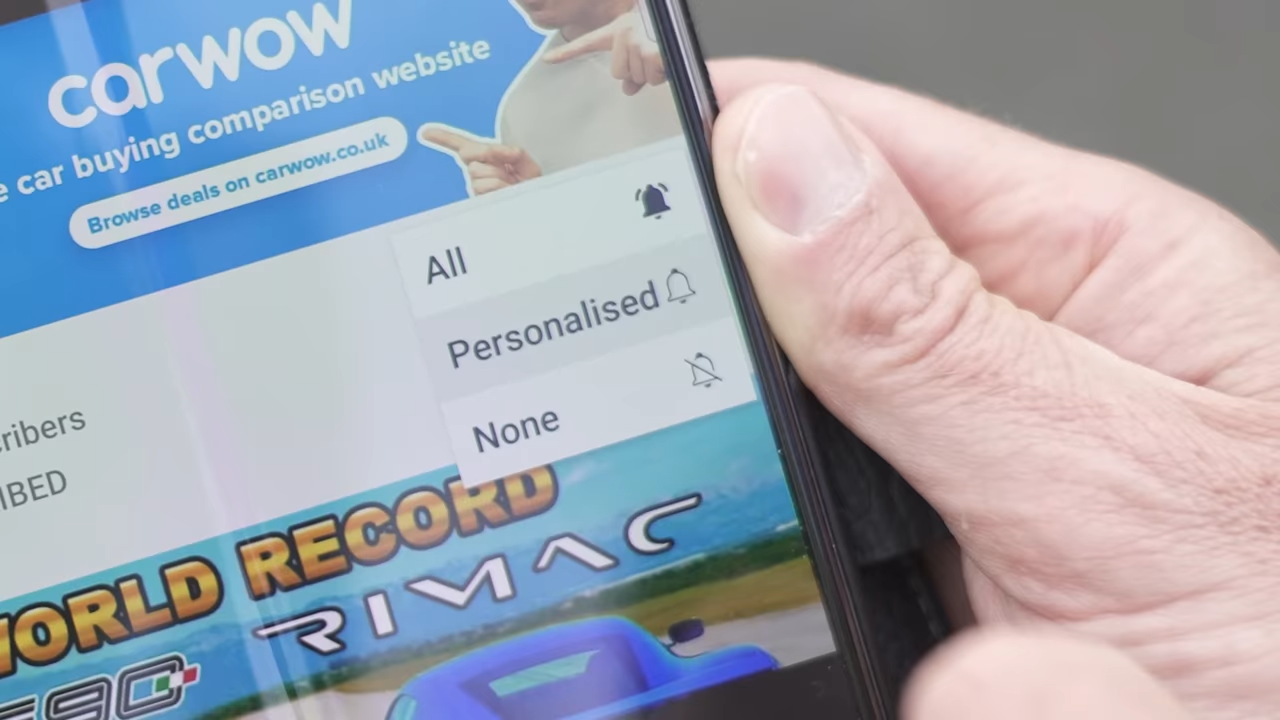 carwow
e car buying comparison website
Browse deals on carwow.co.uk
All
Personalised
None
ribers
IBED
WORLD RECORD
RIMAC